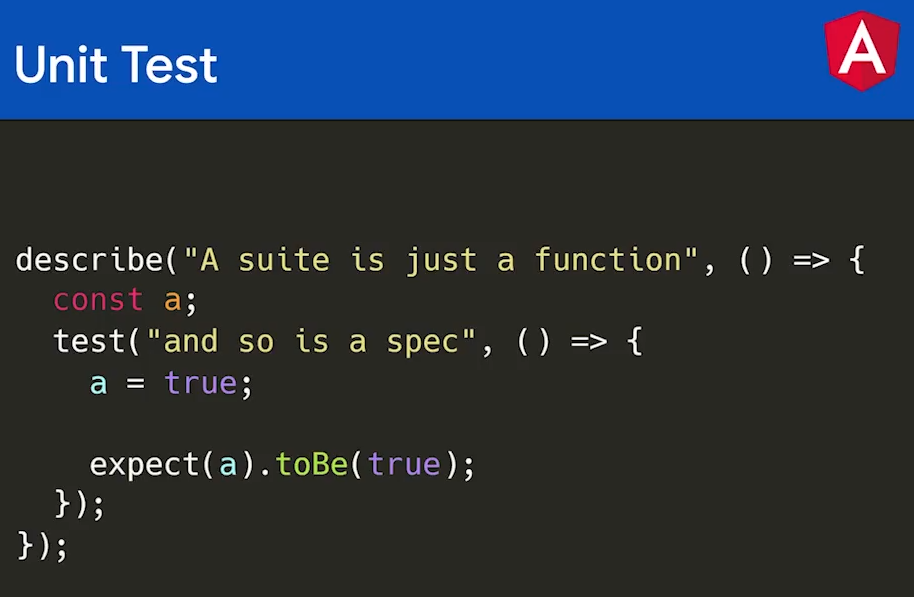 Unit Test
A
describe("A suite is just a function", () => {
  const a;
  test("and so is a spec", () => {
    a = true;
    expect(a).toBe(true);
  });
});